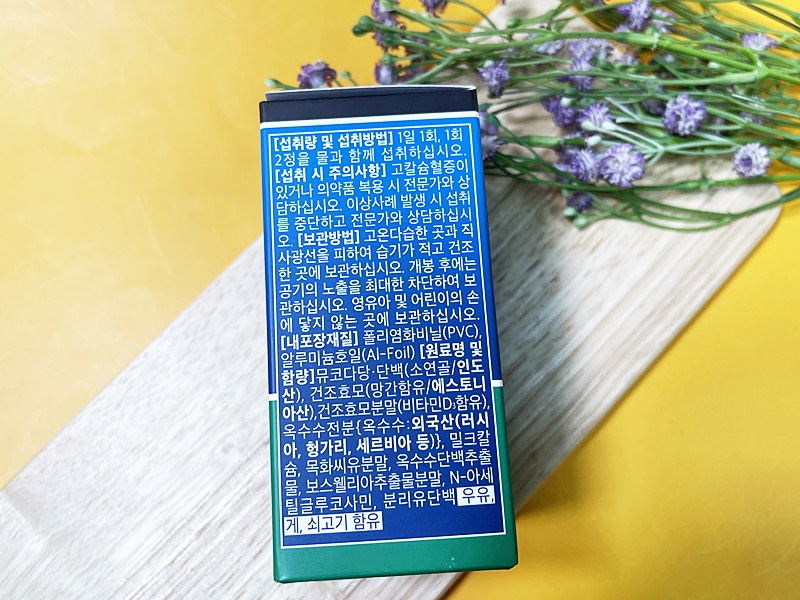 [섭취량 및 섭취방법] 1일 1회, 1회
2정을 물과 함께 섭취하십시오.
[섭취 시 주의사항] 고칼슘혈증이
있거나 의약품 복용 시 전문가와 상
담하십시오. 이상사례 발생 시 섭취
를 중단하고 전문가와 상담하십시
오. [보관방법] 고온다습한 곳과 직
사광선을 피하여 습기가 적고 건조
한 곳에 보관하십시오. 개봉 후에는
공기의 노출을 최대한 차단하여 보
관하십시오. 영유아 및 어린이의 손
에 닿지 않는 곳에 보관하십시오.
[내포장재질] 폴리염화비닐(PVC),
알루미늄호일(Al-Foil) [원료명 및
함량]뮤코다당·단백(소연골/인도
산), 건조효모(망간함유/에스토니
아산),건조효모분말(비타민D₃함유),
옥수수전분{옥수수:외국산(러시
아, 헝가리, 세르비아 등)}, 밀크칼
슘, 목화씨유분말, 옥수수단백추출
물, 보스웰리아추출물분말, N-아세
틸글루코사민, 분리유단백 우유,
게, 쇠고기 함유